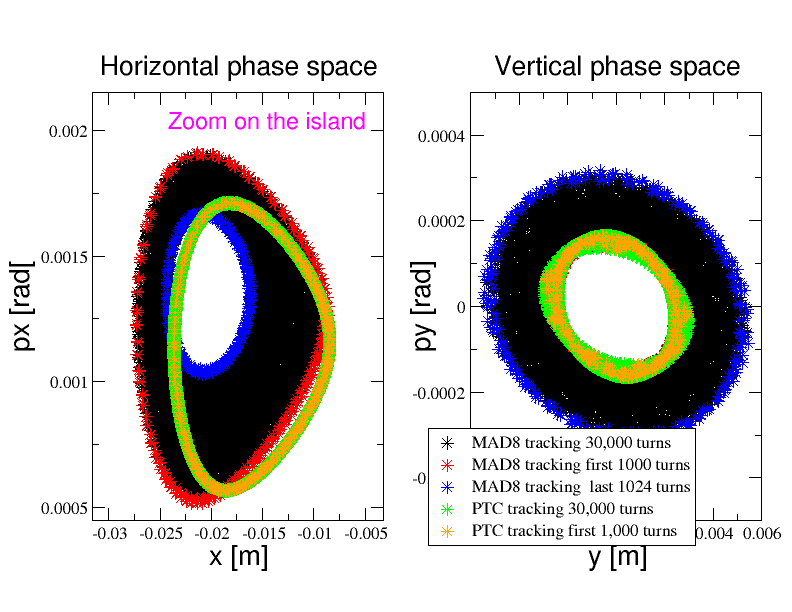 Horizontal phase space
Vertical phase space
Zoom on the island
0.002
0.0015
0.001
0.0005
px [rad[
-0.03 -0.025 -0.02 -0.015 -0.01 -0.005
x [m]
0.0004
0.0002
0
-0.0002
-0
py [rad]
MAD8 tracking 30,000 turns
MAD8 tracking first 1000 turns
MAD8 tracking last 1024 turns
PTC tracking 30,000 turns
PTC tracking first 1,000 turns
0.004 0.006
y [m]